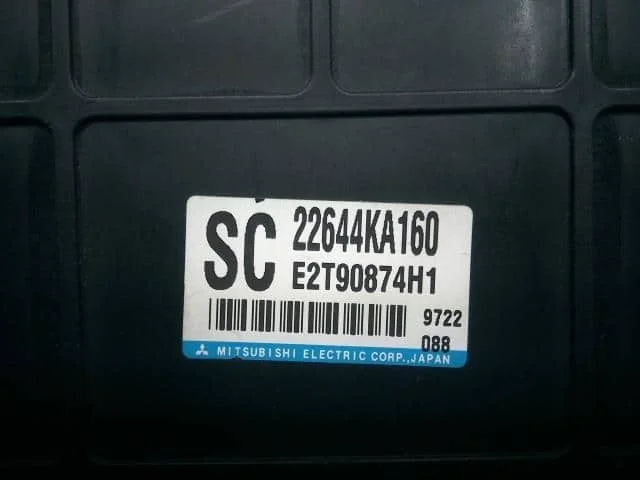 SC 22644KA160
E2T90874H1
9722
088
MITSUBISHI ELECTRIC CORP.,JAPAN